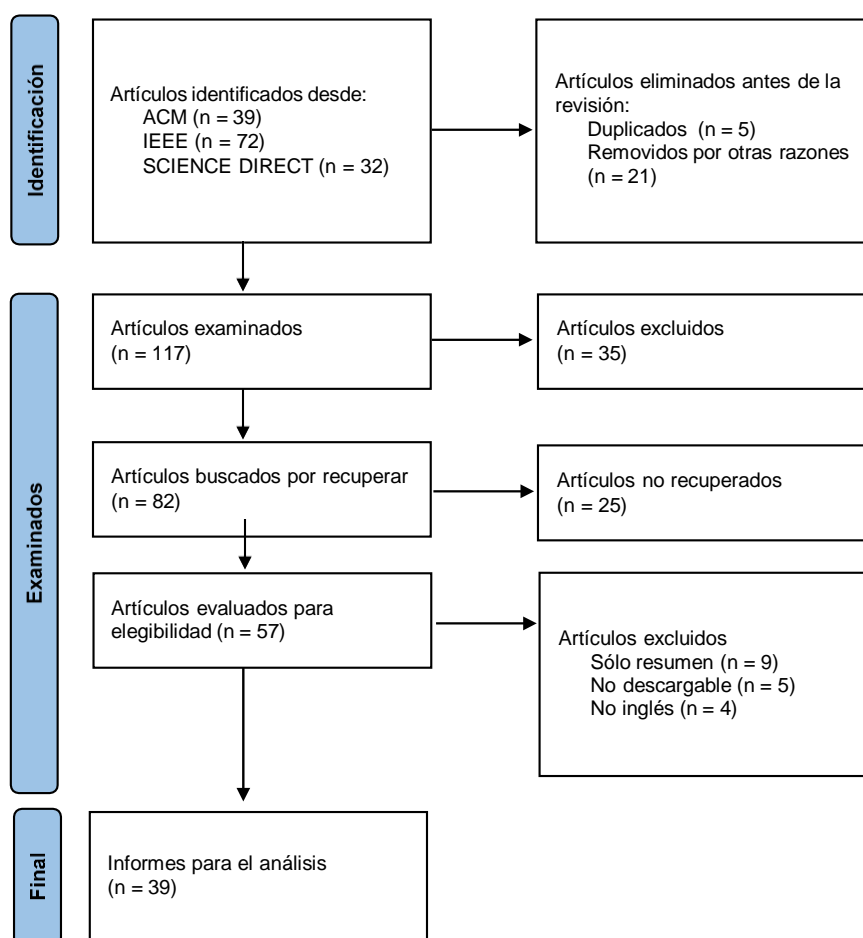 Identificación
Artículos identificados desde:
ACM (n = 39)
IEEE (n = 72)
SCIENCE DIRECT (n = 32)
Artículos eliminados antes de la
revisión:
Duplicados (n = 5)
Removidos por otras razones
(n = 21)
Examinados
Artículos examinados
(n = 117)
Artículos excluidos
(n = 35)
Artículos buscados por recuperar
(n = 82)
Artículos no recuperados
(n = 25)
Artículos evaluados para
elegibilidad (n = 57)
Artículos excluidos
Sólo resumen (n = 9)
No descargable (n = 5)
No inglés (n = 4)
Final
Informes para el análisis
(n = 39)